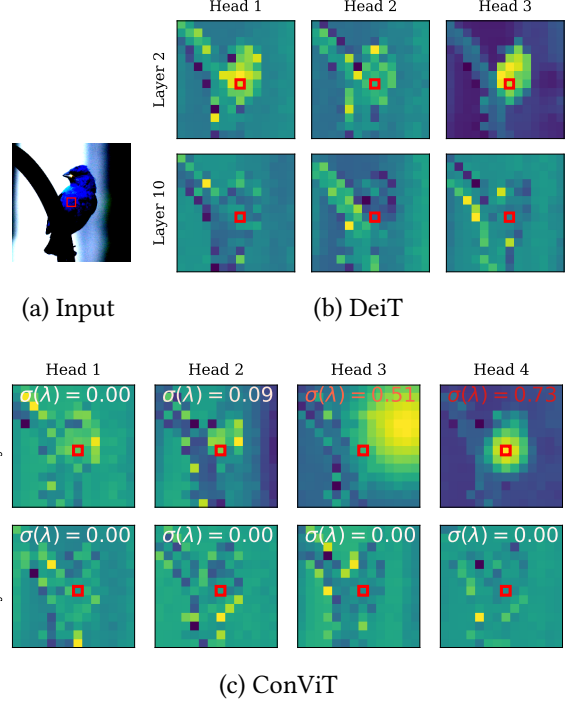 Head 1 Head 2 Head 3
Layer 2
Layer 10
(a) Input
(b) DeiT
Head 1 Head 2 Head 3 Head 4
σ(λ) = 0.00 σ(λ) = 0.09 σ(λ) = 0.51 σ(λ) = 0.73
σ(λ) = 0.00 σ(λ) = 0.00 σ(λ) = 0.00 σ(λ) = 0.00
(c) ConViT